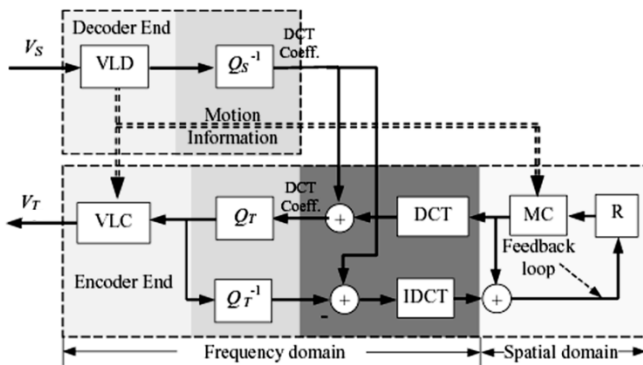 Decoder End
DCT
Coeff.
V_S
VLD
Q_S^-1
Motion
Information
DCT
Coeff.
V_T
VLC
Q_T
+
DCT
MC
R
Feedback
loop
Encoder End
Q_T^-1
+
-
IDCT
+
Frequency domain
Spatial domain